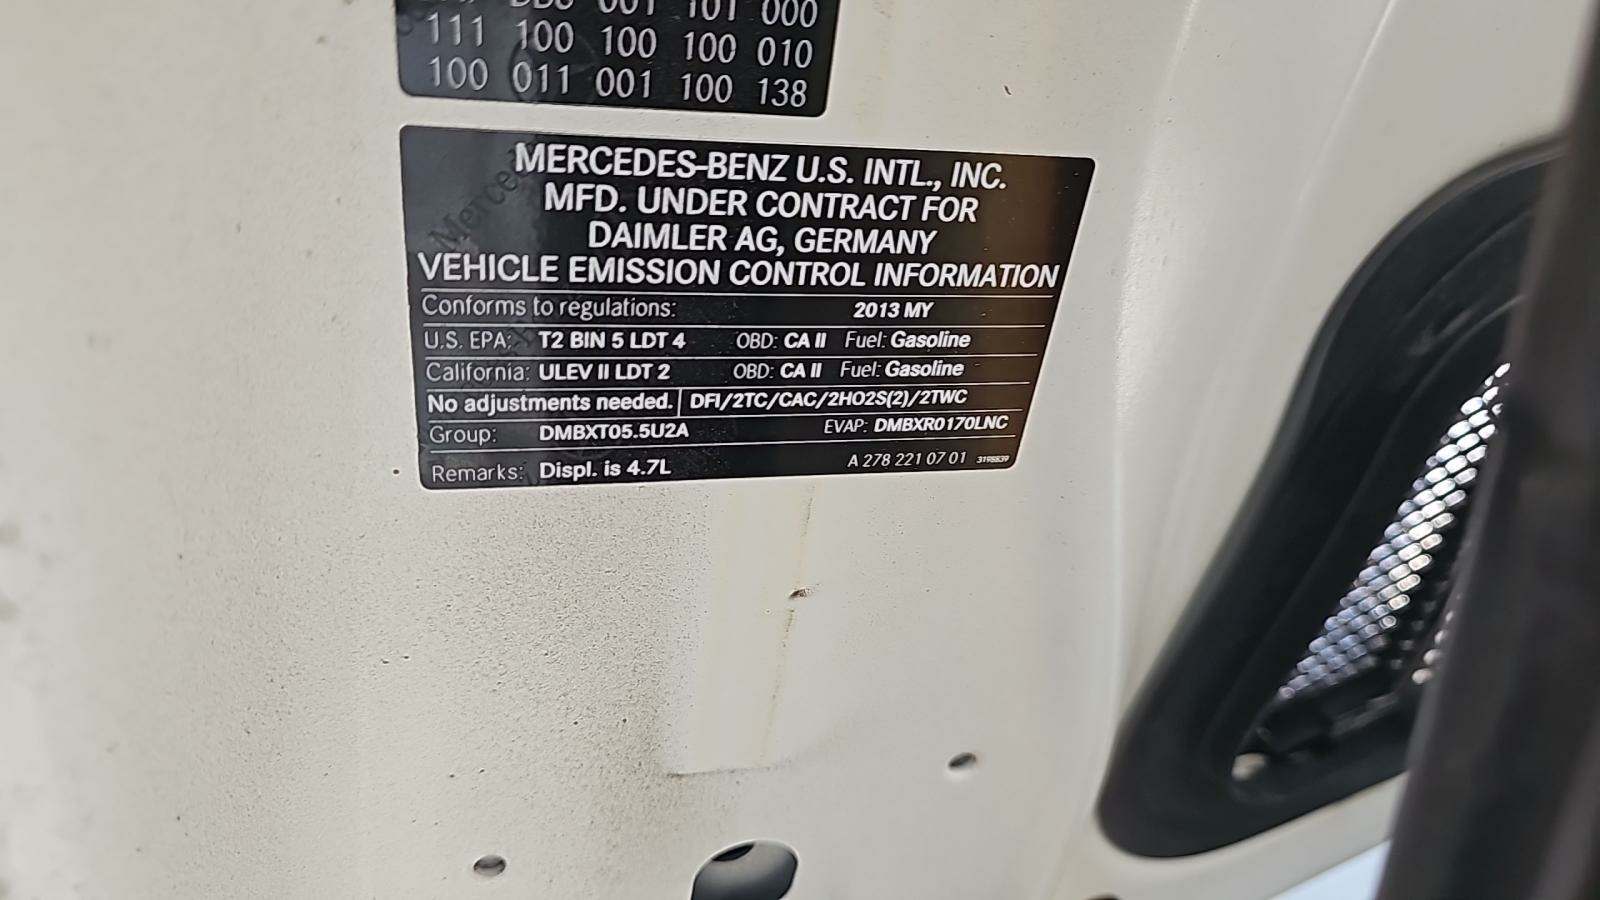 001 101 000
111 100 100 100 010
100 011 001 100 138
MERCEDES-BENZ U.S. INTL., INC.
MFD. UNDER CONTRACT FOR
DAIMLER AG, GERMANY
VEHICLE EMISSION CONTROL INFORMATION
Conforms to regulations: 2013 MY
U.S. EPA: T2 BIN 5 LDT 4 OBD: CA II Fuel: Gasoline
California: ULEV II LDT 2 OBD: CA II Fuel: Gasoline
No adjustments needed. DFI/2TC/CAC/2HO2S(2)/2TWC
Group: DMBXT05.5U2A EVAP: DMBXR0170LNC
Remarks: Displ. is 4.7L A 278 221 07 01